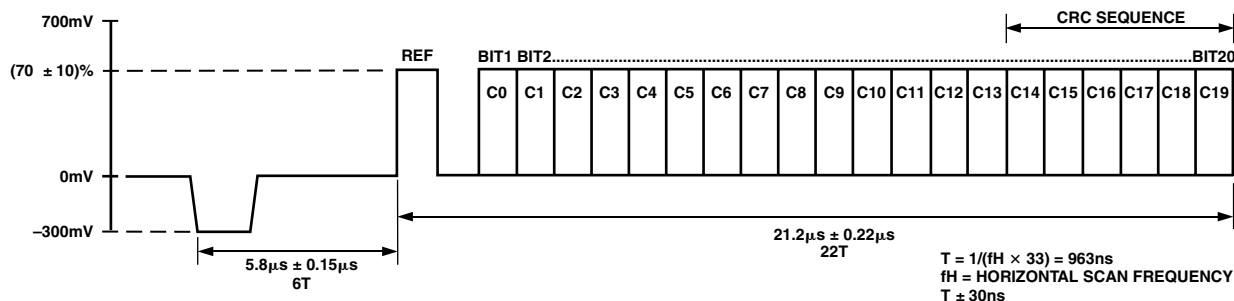 700mV
CRC SEQUENCE
REF
BIT1 BIT2......................................................................................................................................................BIT20
(70 ± 10)%
C0 C1 C2 C3 C4 C5 C6 C7 C8 C9 C10 C11 C12 C13 C14 C15 C16 C17 C18 C19
0mV
–300mV
5.8µs ± 0.15µs
6T
21.2µs ± 0.22µs
22T
T = 1/(fH × 33) = 963ns
fH = HORIZONTAL SCAN FREQUENCY
T ± 30ns